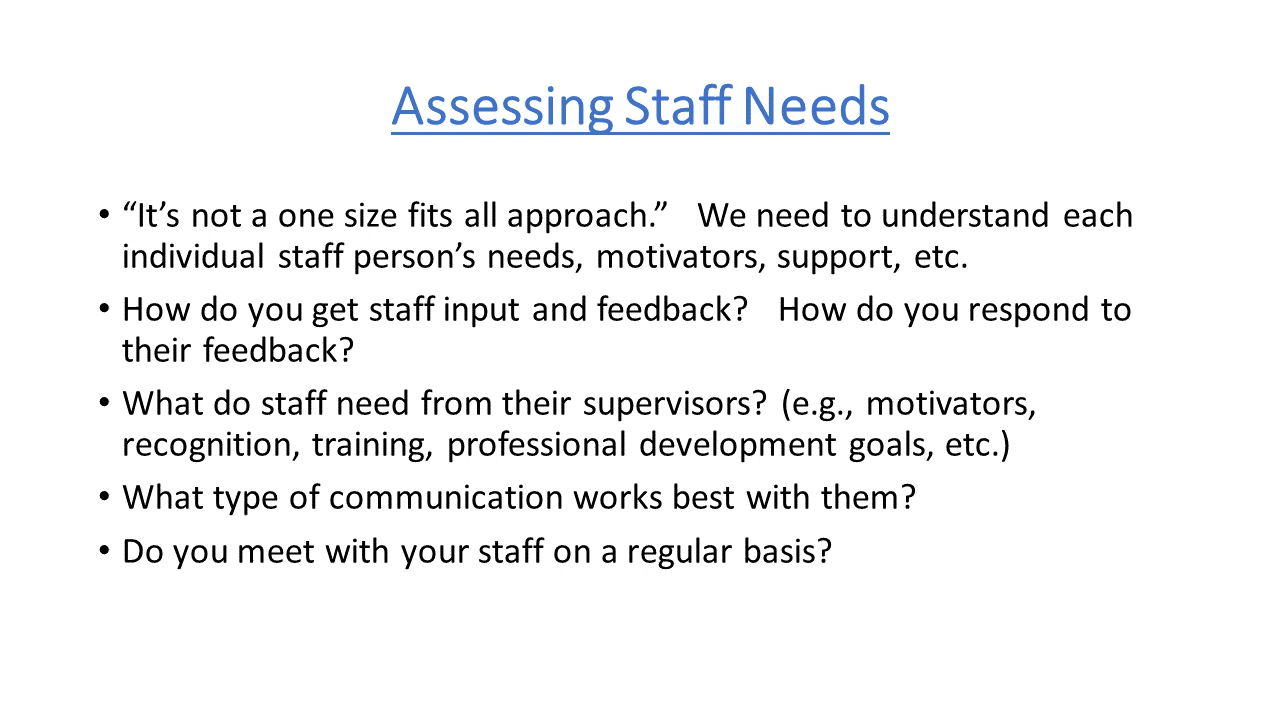 Assessing Staff Needs
• “It’s not a one size fits all approach.”   We need to understand each
individual staff person’s needs, motivators, support, etc.
• How do you get staff input and feedback?   How do you respond to
their feedback?
• What do staff need from their supervisors? (e.g., motivators,
recognition, training, professional development goals, etc.)
• What type of communication works best with them?
• Do you meet with your staff on a regular basis?